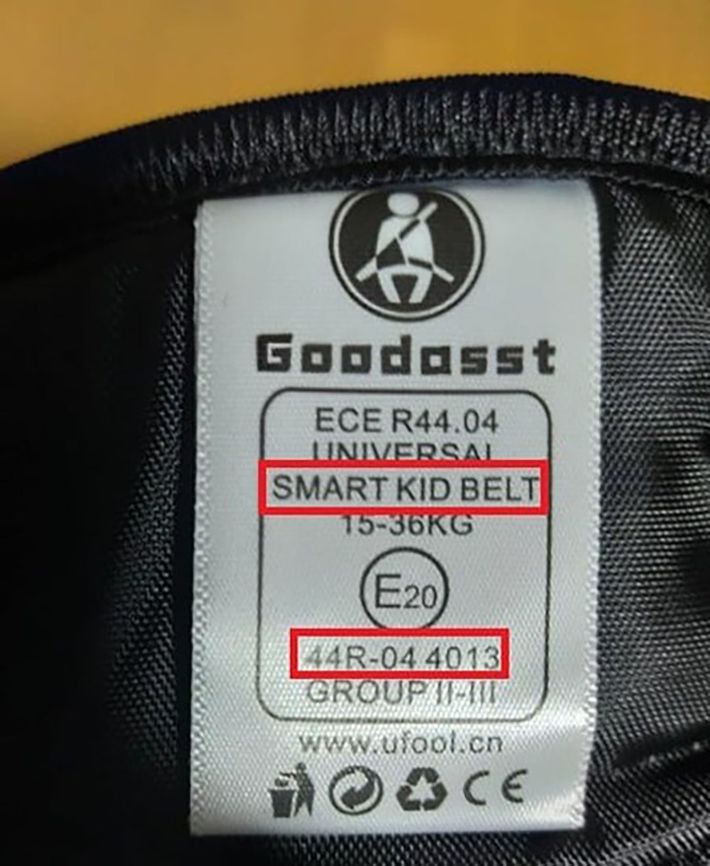 Goodasst
ECE R44.04
UNIVERSAL
SMART KID BELT
15-36KG
E20
44R-04 4013
GROUP II-III
www.ufool.cn
CE